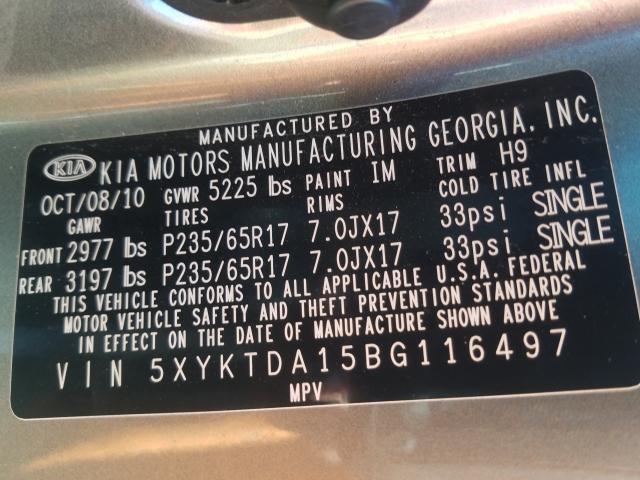 MANUFACTURED BY
KIA KIA MOTORS MANUFACTURING GEORGIA, INC.
OCT/08/10 GVWR 5225 lbs PAINT IM TRIM H9
GAWR TIRES RIMS COLD TIRE INFL
FRONT 2977 lbs P235/65R17 7.0JX17 33psi SINGLE
REAR 3197 lbs P235/65R17 7.0JX17 33psi SINGLE
THIS VEHICLE CONFORMS TO ALL APPLICABLE U.S.A. FEDERAL
MOTOR VEHICLE SAFETY AND THEFT PREVENTION STANDARDS
IN EFFECT ON THE DATE OF MANUFACTURE SHOWN ABOVE
VIN 5XYKTDA15BG116497
MPV